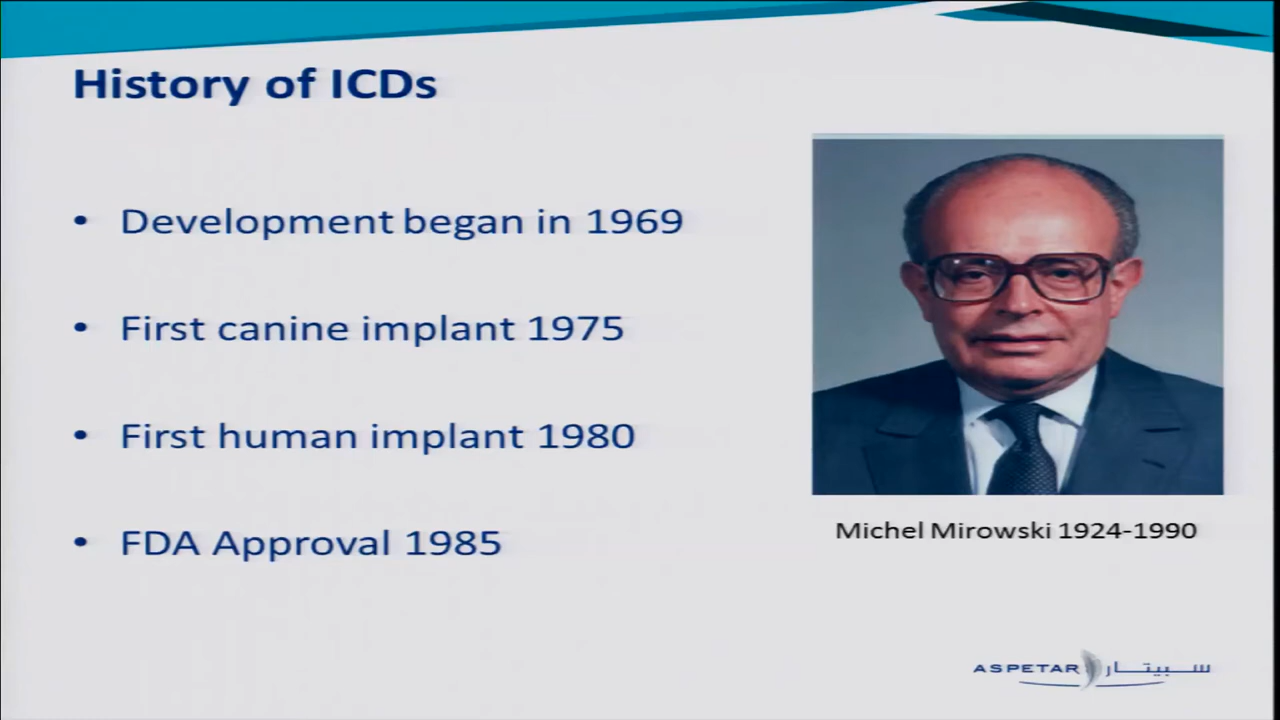 History of ICDs
• Development began in 1969
• First canine implant 1975
• First human implant 1980
• FDA Approval 1985
Michel Mirowski 1924-1990
ASPETAR سبيتار